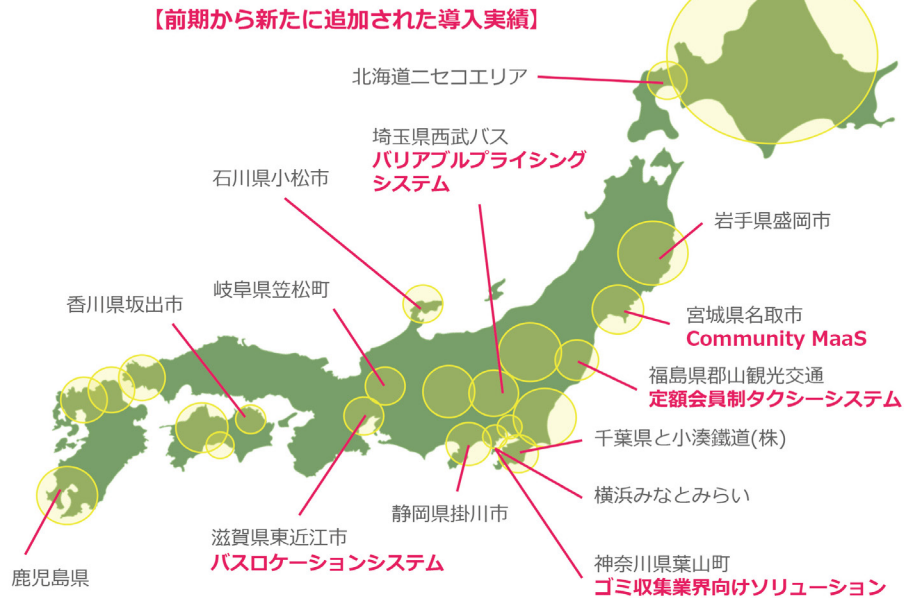 【前期から新たに追加された導入実績】
北海道ニセコエリア
埼玉県西武バス
バリアブルプライシング
システム
石川県小松市
岩手県盛岡市
岐阜県笠松町
香川県坂出市
宮城県名取市
Community MaaS
福島県郡山観光交通
定額会員制タクシーシステム
千葉県と小湊鐵道(株)
横浜みなとみらい
静岡県掛川市
滋賀県東近江市
バスロケーションシステム
神奈川県葉山町
ゴミ収集業界向けソリューション
鹿児島県